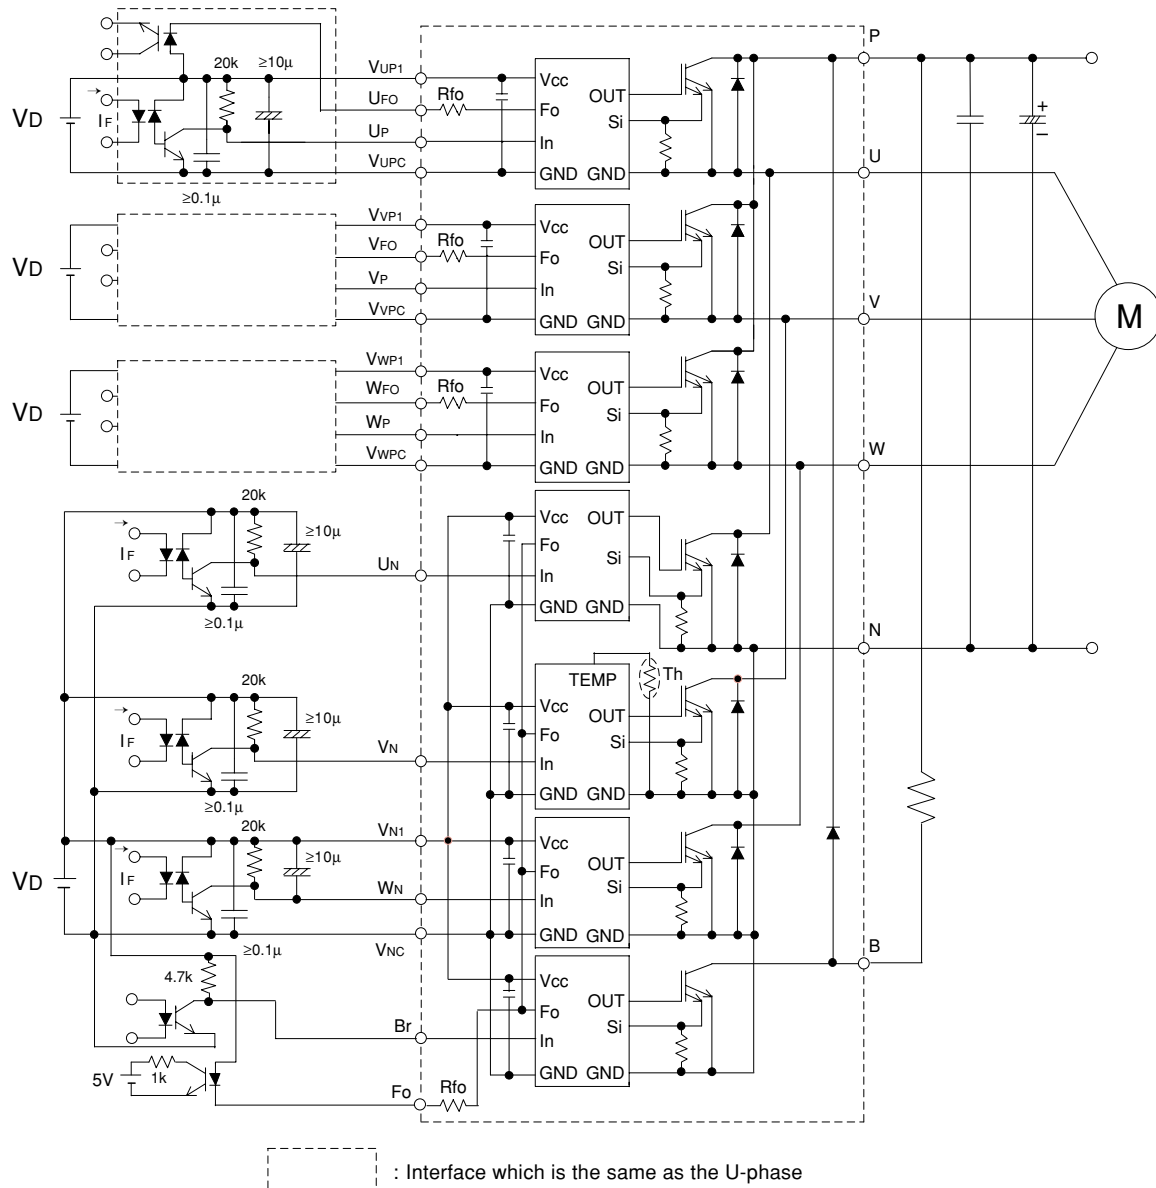 P
20k
≥10µ
VUP1
Vcc
Rfo
UFO
OUT
Fo
+
VD
→
IF
Si
–
UP
In
VUPC
GND GND
U
≥0.1µ
VVP1
Vcc
Rfo
VFO
OUT
VD
Fo
Si
VP
In
V
VVPC
GND GND
M
VWP1
Vcc
WFO
Rfo
OUT
VD
Fo
Si
WP
In
W
VWPC
GND GND
20k
≥10µ
Vcc
OUT
→
IF
Fo
Si
UN
In
GND GND
≥0.1µ
N
20k
TEMP
Th
≥10µ
Vcc
→
IF
OUT
Fo
VN
Si
In
GND GND
≥0.1µ
20k
VN1
Vcc
→
≥10µ
OUT
VD
IF
Fo
Si
WN
In
GND GND
≥0.1µ
VNC
B
4.7k
Vcc
OUT
Fo
Br
Si
In
5V
1k
GND GND
Fo
Rfo
: Interface which is the same as the U-phase